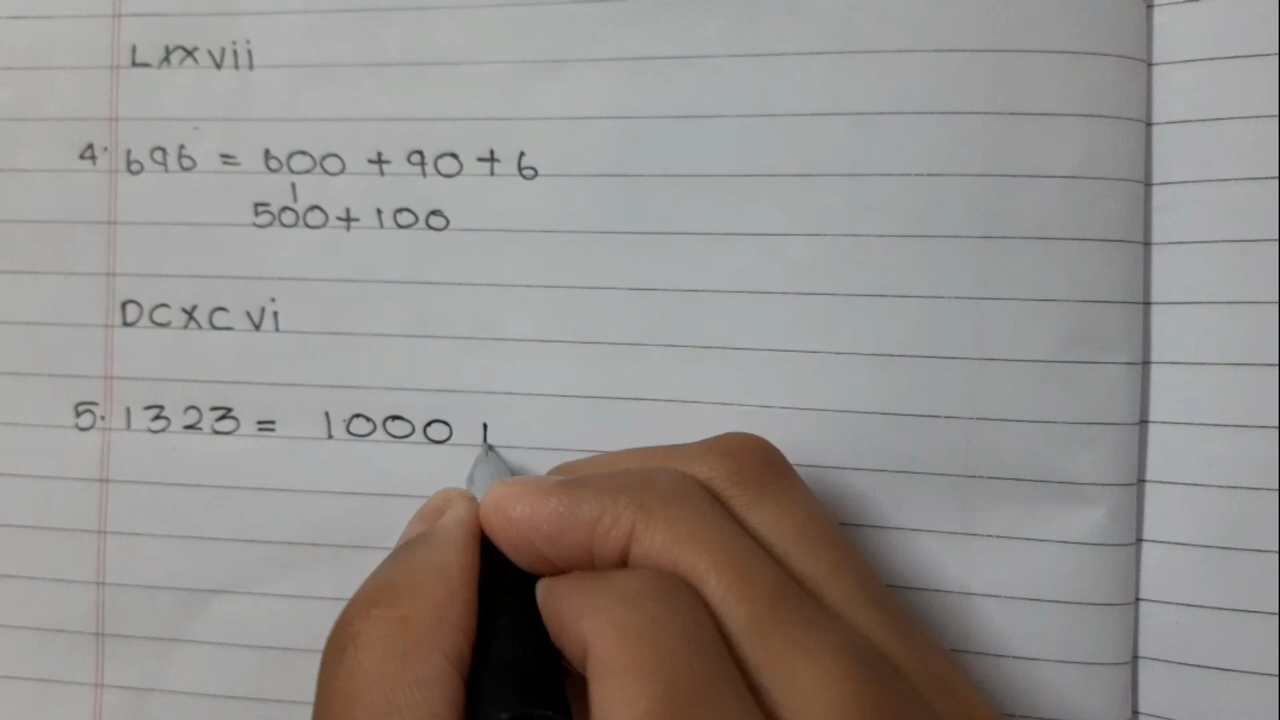 Lxxvii
4. 696 = 600 + 90 + 6
500 + 100
DCXCVi
5. 1323 = 1000